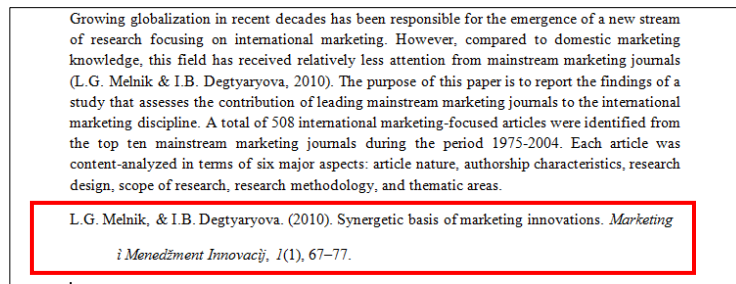 Growing globalization in recent decades has been responsible for the emergence of a new stream
of research focusing on international marketing. However, compared to domestic marketing
knowledge, this field has received relatively less attention from mainstream marketing journals
(L.G. Melnik & I.B. Degtyaryova, 2010). The purpose of this paper is to report the findings of a
study that assesses the contribution of leading mainstream marketing journals to the international
marketing discipline. A total of 508 international marketing-focused articles were identified from
the top ten mainstream marketing journals during the period 1975-2004. Each article was
content-analyzed in terms of six major aspects: article nature, authorship characteristics, research
design, scope of research, research methodology, and thematic areas.
L.G. Melnik, & I.B. Degtyaryova. (2010). Synergetic basis of marketing innovations. Marketing
ì Menedžment Innovacij, 1(1), 67–77.